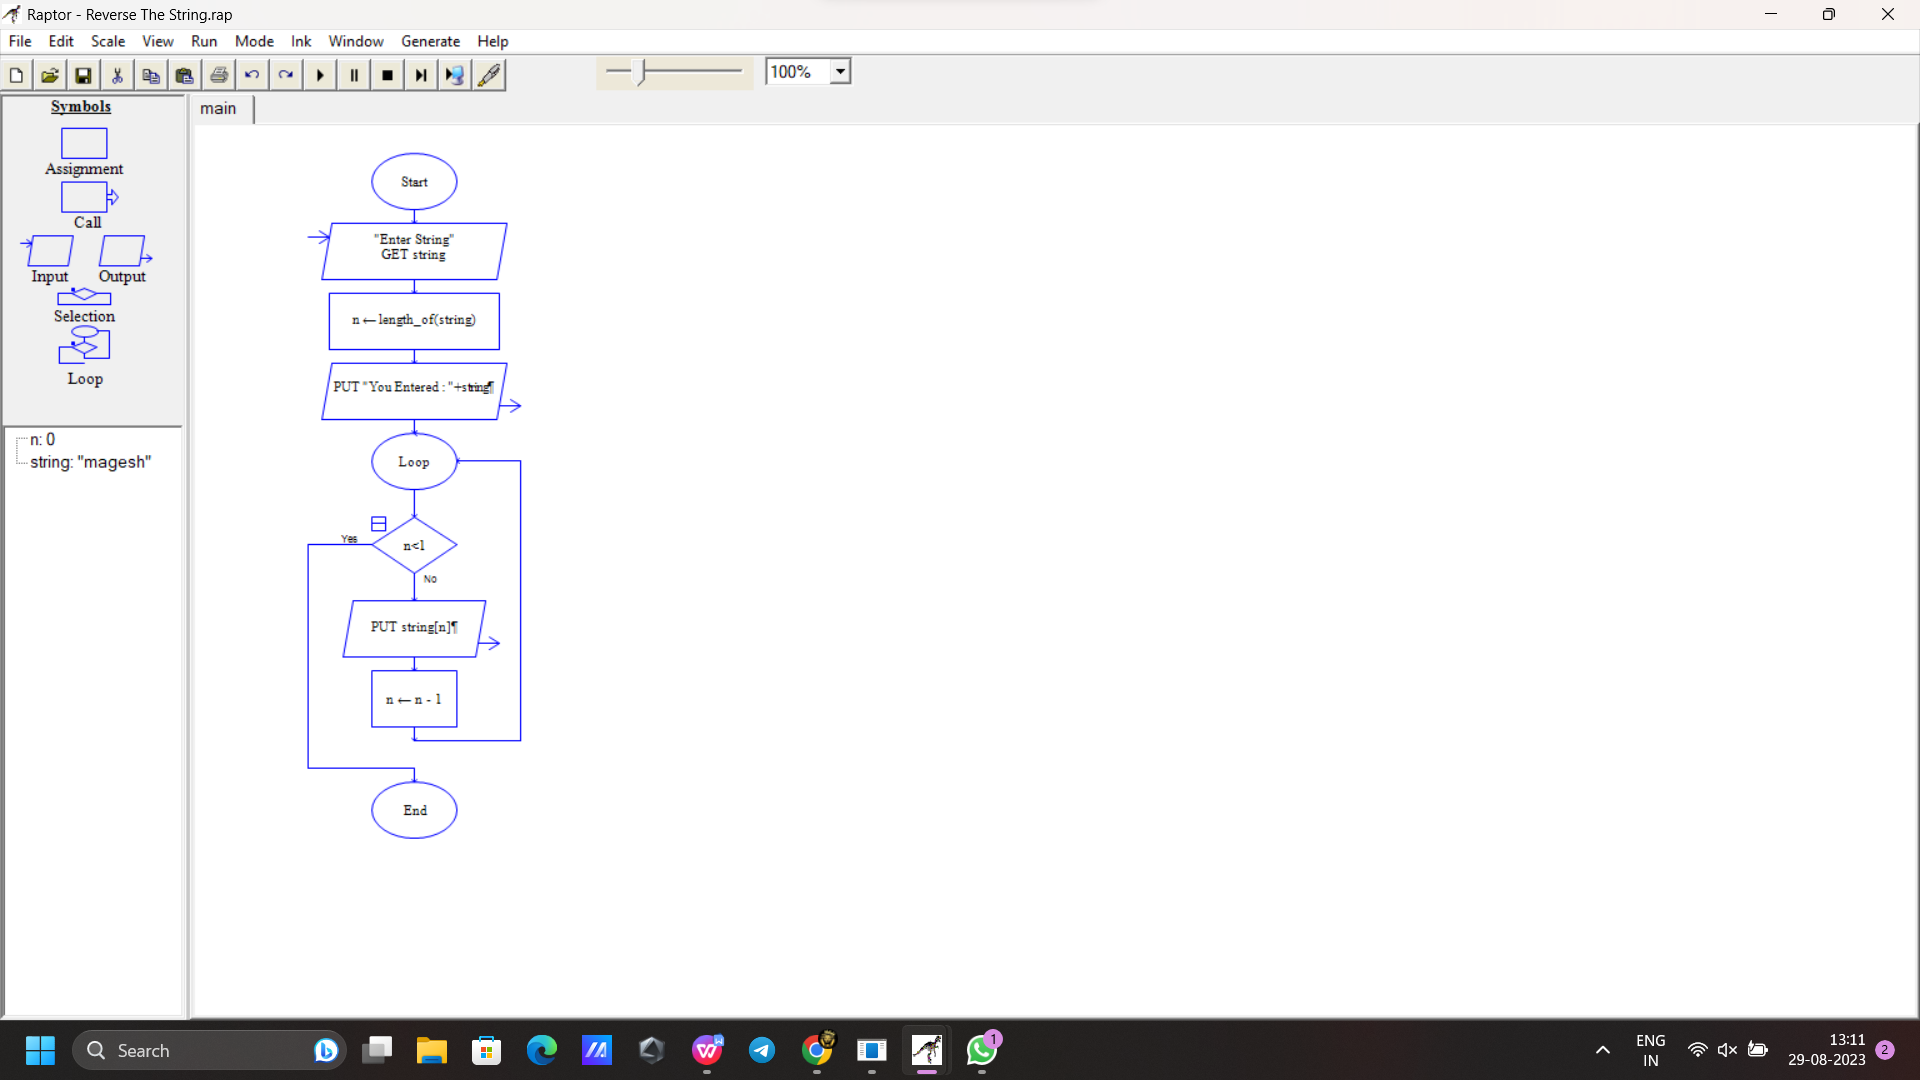 Raptor - Reverse The String.rap
File Edit Scale View Run Mode Ink Window Generate Help
100%
Symbols
Assignment
Call
Input Output
Selection
Loop
n: 0
string: "magesh"
main
Start
"Enter String"
GET string
n ← length_of(string)
PUT "You Entered : "+string¶
Loop
n<1
Yes
No
PUT string[n]¶
n ← n - 1
End
Search
1
ENG
IN
13:11
29-08-2023
2